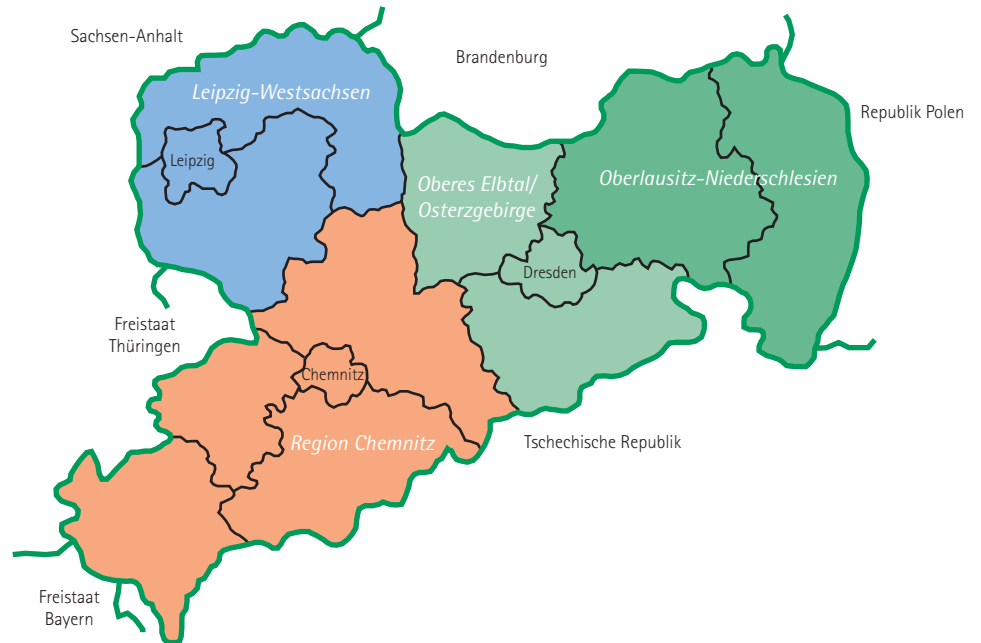 Sachsen-Anhalt
Brandenburg
Leipzig-Westsachsen
Republik Polen
Leipzig
Oberes Elbtal/
Osterzgebirge
Oberlausitz-Niederschlesien
Dresden
Freistaat
Thüringen
Chemnitz
Region Chemnitz
Tschechische Republik
Freistaat
Bayern